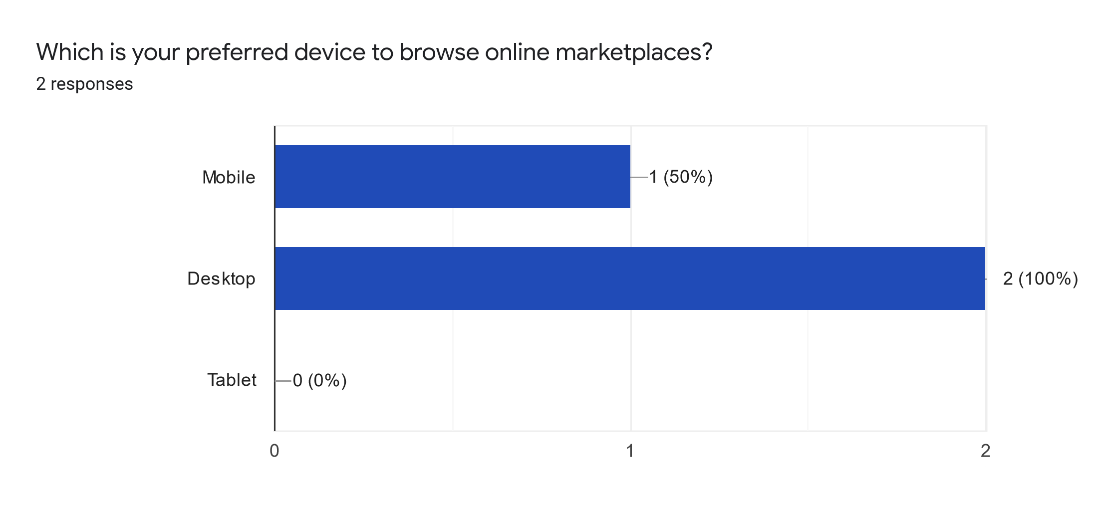 Which is your preferred device to browse online marketplaces?
2 responses
Mobile
1 (50%)
Desktop
2 (100%)
Tablet
0 (0%)
0
1
2